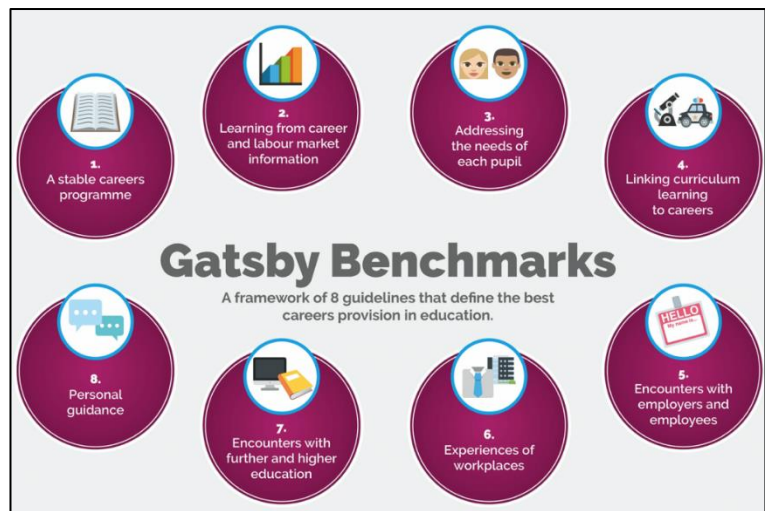 1.
A stable careers
programme
2.
Learning from career
and labour market
information
3.
Addressing
the needs of
each pupil
4.
Linking curriculum
learning
to careers
Gatsby Benchmarks
A framework of 8 guidelines that define the best
careers provision in education.
HELLO
My name is...
5.
Encounters with
employers and
employees
6.
Experiences of
workplaces
7.
Encounters with
further and higher
education
8.
Personal
guidance